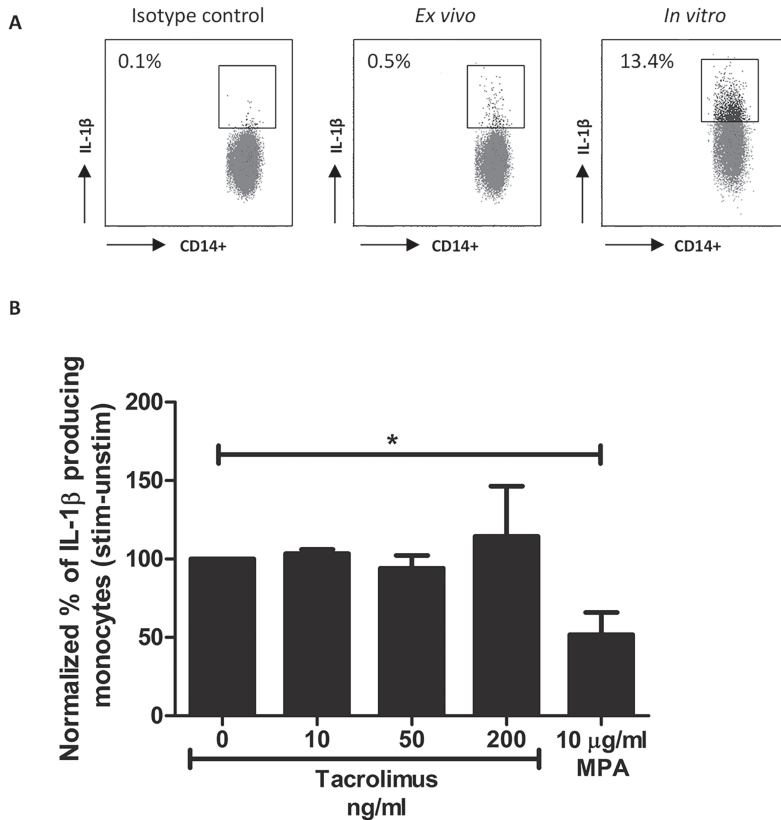 A
Isotype control
Ex vivo
In vitro
0.1%
0.5%
13.4%
IL-1β
IL-1β
IL-1β
CD14+
CD14+
CD14+
B
Normalized % of IL-1β producing
monocytes (stim-unstim)
200
150
100
50
0
*
0
10
50
200
10 μg/ml
MPA
Tacrolimus
ng/ml